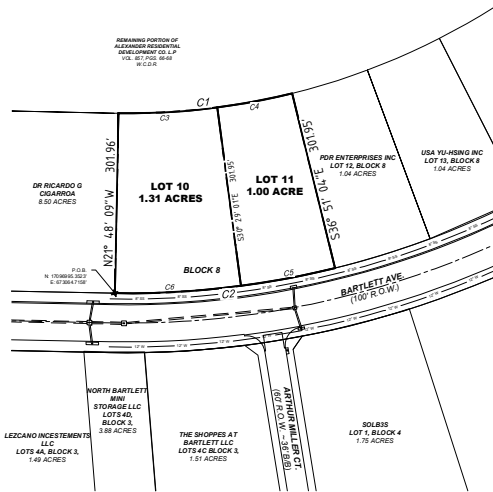 REMAINING PORTION OF
ALEXANDER RESIDENTIAL
DEVELOPMENT CO. L.P
VOL. 857, PGS. 66-68
W.C.D.R.
C1
C3
C4
N21° 48' 09"W 301.96'
301.95'
S36° 51' 04"E 301.95'
DR RICARDO G
CIGARROA
8.50 ACRES
LOT 10
1.31 ACRES
LOT 11
1.00 ACRE
PDR ENTERPRISES INC
LOT 12, BLOCK 8
1.04 ACRES
USA YU-HSING INC
LOT 13, BLOCK 8
1.04 ACRES
P.O.B.
BLOCK 8
C6
C2
C5
BARTLETT AVE.
(100' R.O.W.)
ARTHUR MILLER CT.
(60' R.O.W. ~36'B/B)
LEZCANO INCESTEMENTS
LLC
LOTS 4A, BLOCK 3,
1.49 ACRES
NORTH BARTLETT
MINI
STORAGE LLC
LOTS 4D,
BLOCK 3,
3.88 ACRES
THE SHOPPES AT
BARTLETT LLC
LOTS 4C BLOCK 3,
1.51 ACRES
SOLB3S
LOT 1, BLOCK 4
1.75 ACRES